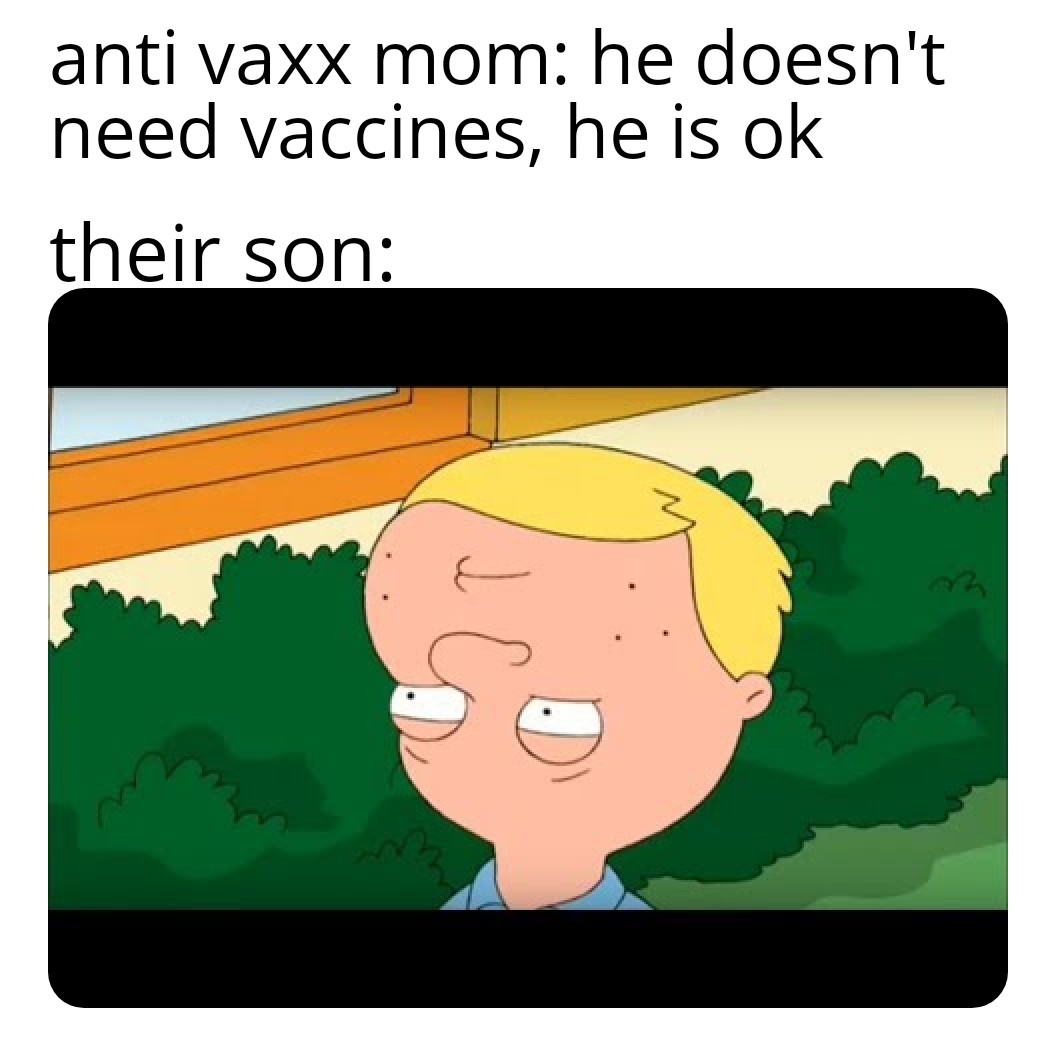 anti vaxx mom: he doesn't
need vaccines, he is ok
their son: